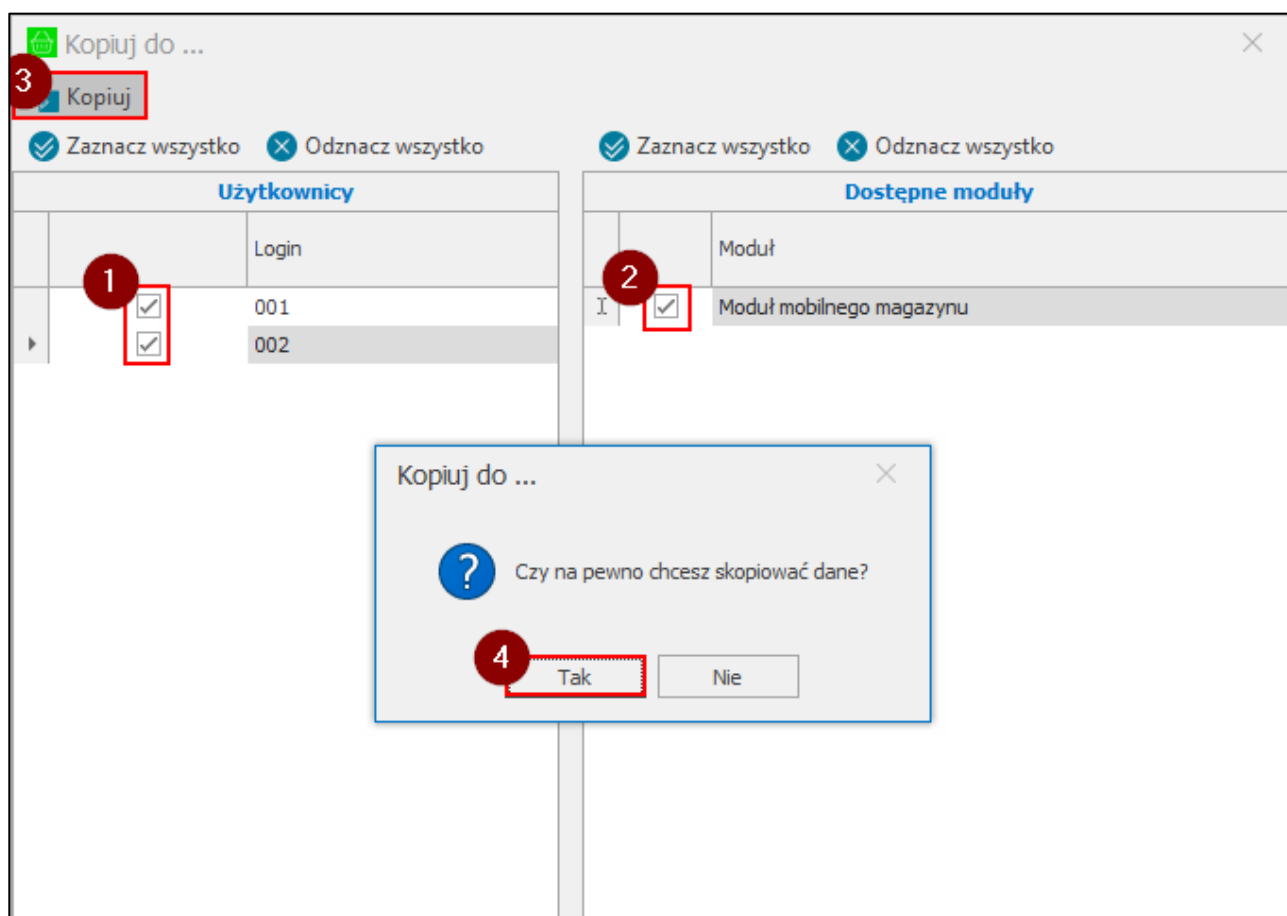 Kopiuj do ...
3
Kopiuj
Zaznacz wszystko Odznacz wszystko
Zaznacz wszystko Odznacz wszystko
Użytkownicy
Dostępne moduły
Login
Moduł
1
2
001
Moduł mobilnego magazynu
002
Kopiuj do ...
?
Czy na pewno chcesz skopiować dane?
4
Tak
Nie